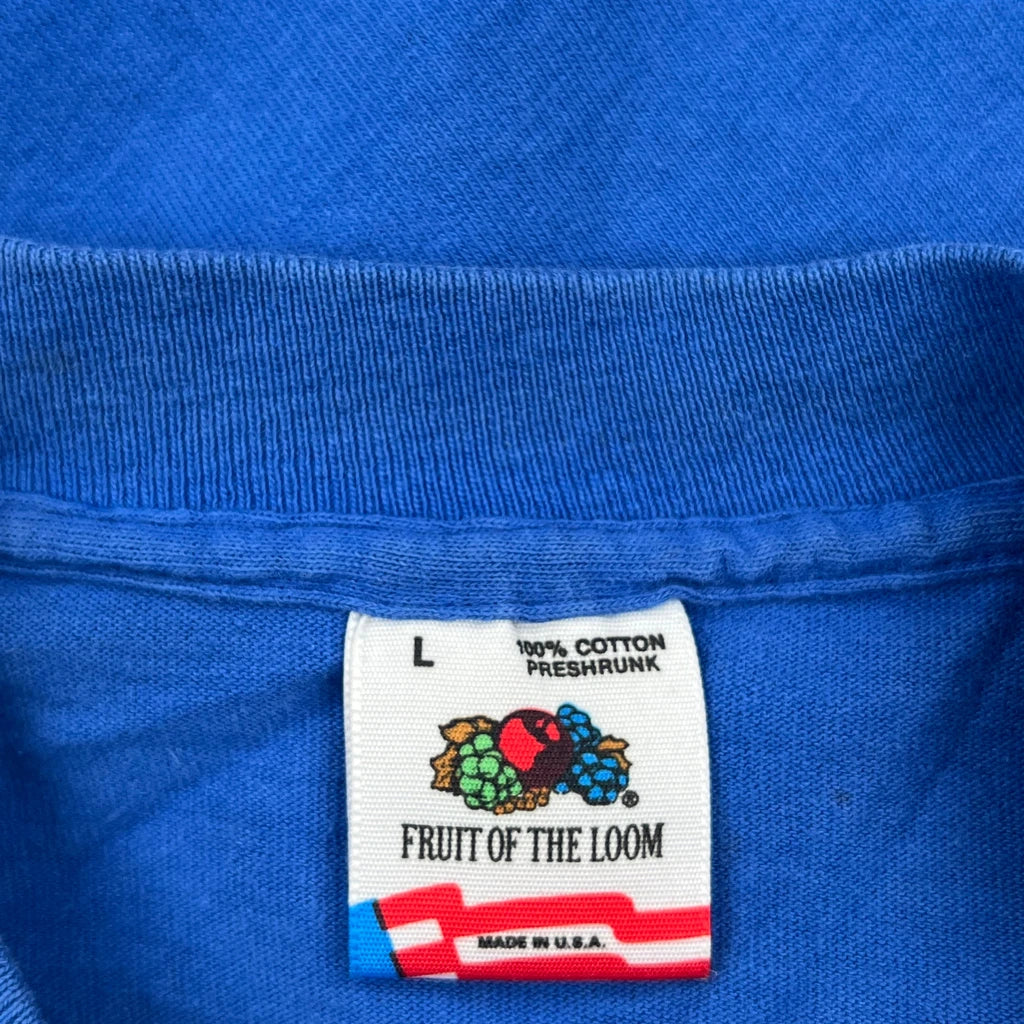 L
100% COTTON
PRESHRUNK
®
FRUIT OF THE LOOM
MADE IN U.S.A.